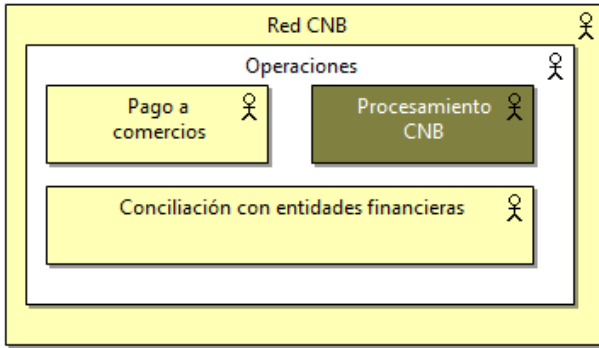 Red CNB
Operaciones
Pago a
comercios
Procesamiento
CNB
Conciliación con entidades financieras